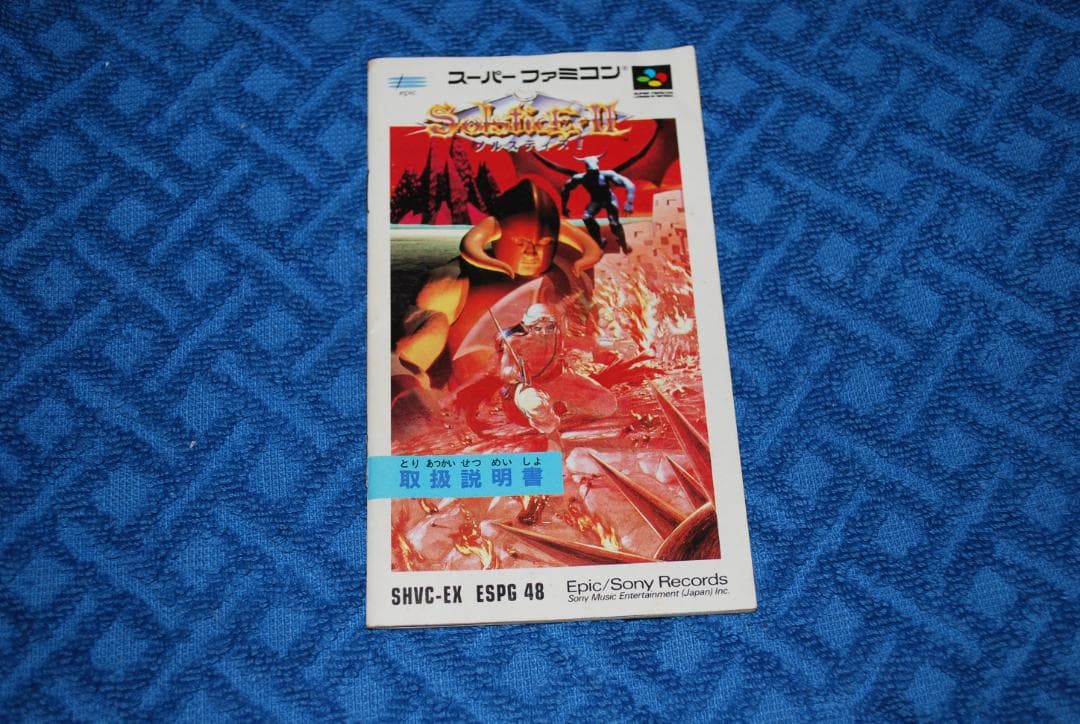 epic
スーパーファミコン®
SolsticE・II
ソルスティスⅡ
とり あつかい せつ めい しょ
取扱説明書
SHVC-EX ESPG 48
Epic/Sony Records
Sony Music Entertainment (Japan) Inc.